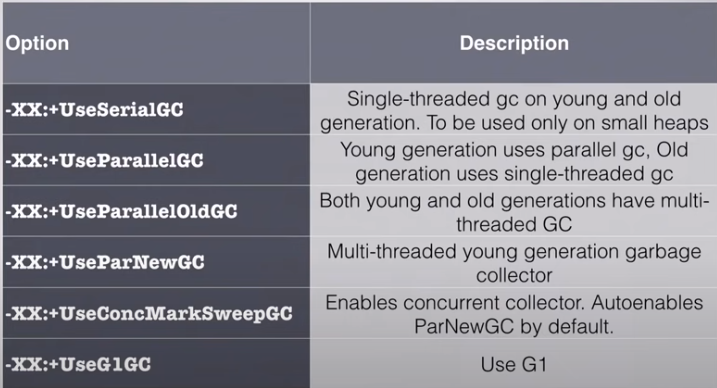 Option
Description
-XX:+UseSerialGC
Single-threaded gc on young and old
generation. To be used only on small heaps
-XX:+UseParallelGC
Young generation uses parallel gc, Old
generation uses single-threaded gc
-XX:+UseParallelOldGC
Both young and old generations have multi-
threaded GC
-XX:+UseParNewGC
Multi-threaded young generation garbage
collector
-XX:+UseConcMarkSweepGC
Enables concurrent collector. Autoenables
ParNewGC by default.
-XX:+UseG1GC
Use G1